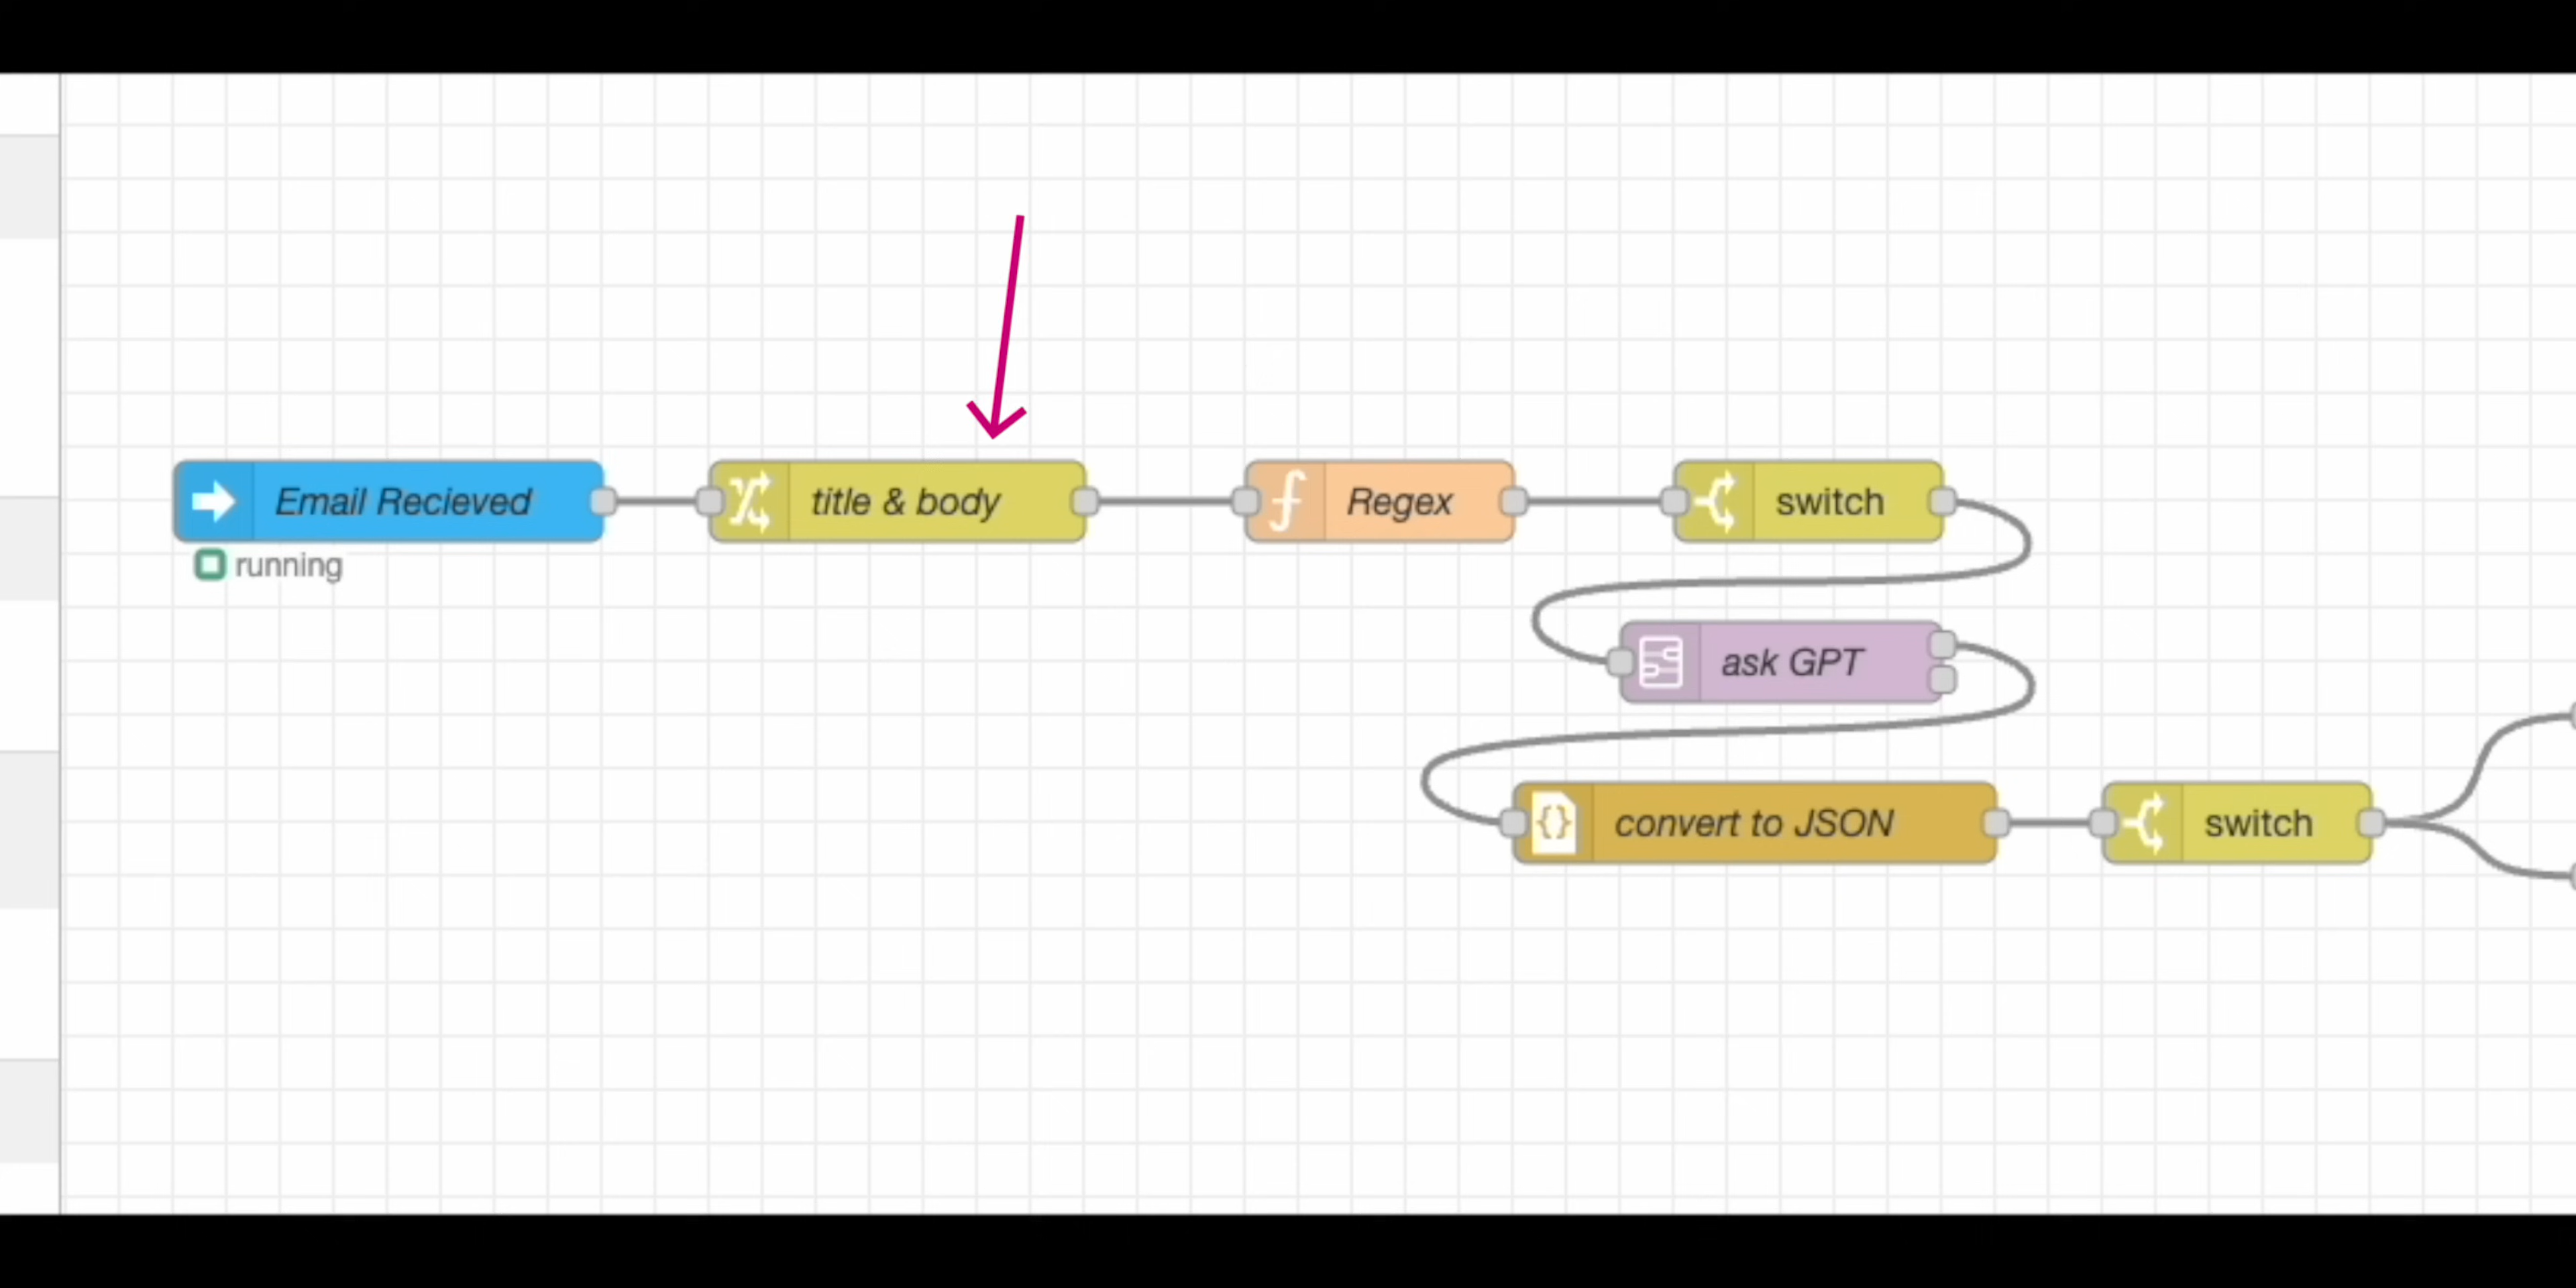 Email Recieved
title & body
Regex
switch
running
ask GPT
convert to JSON
switch